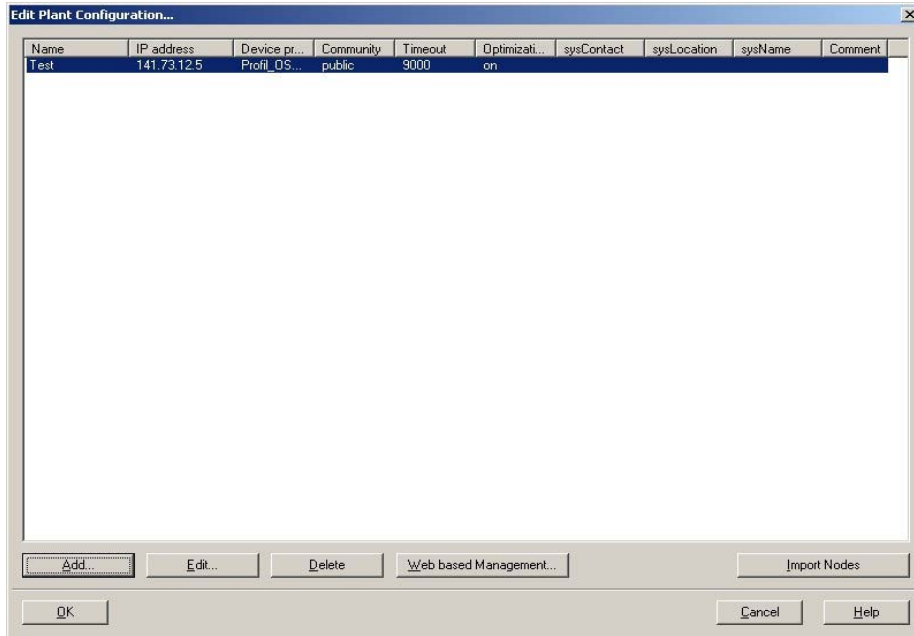 Edit Plant Configuration...
Name IP address Device pr... Community Timeout Optimizati... sysContact sysLocation sysName Comment
Test 141.73.12.5 Profil_OS... public 9000 on
Add... Edit... Delete Web based Management... Import Nodes
OK Cancel Help